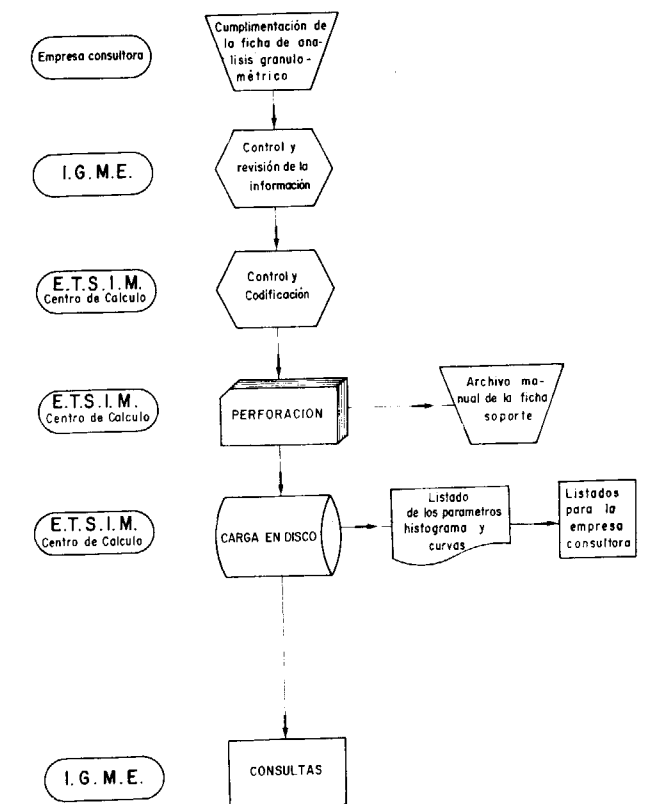 Cumplimentación de
la ficha de aná-
lisis granulo-
métrico
Empresa consultora
Control y
revisión de la
información
I.G.M.E.
E.T.S.I.M.
Centro de Calculo
Control y
Codificación
E.T.S.I.M.
Centro de Calculo
PERFORACION
Archivo ma-
nual de la ficha
soporte
E.T.S.I.M.
Centro de Calculo
CARGA EN DISCO
Listado
de los parametros
histograma y
curvas
Listados
para la
empresa
consultora
I.G.M.E.
CONSULTAS